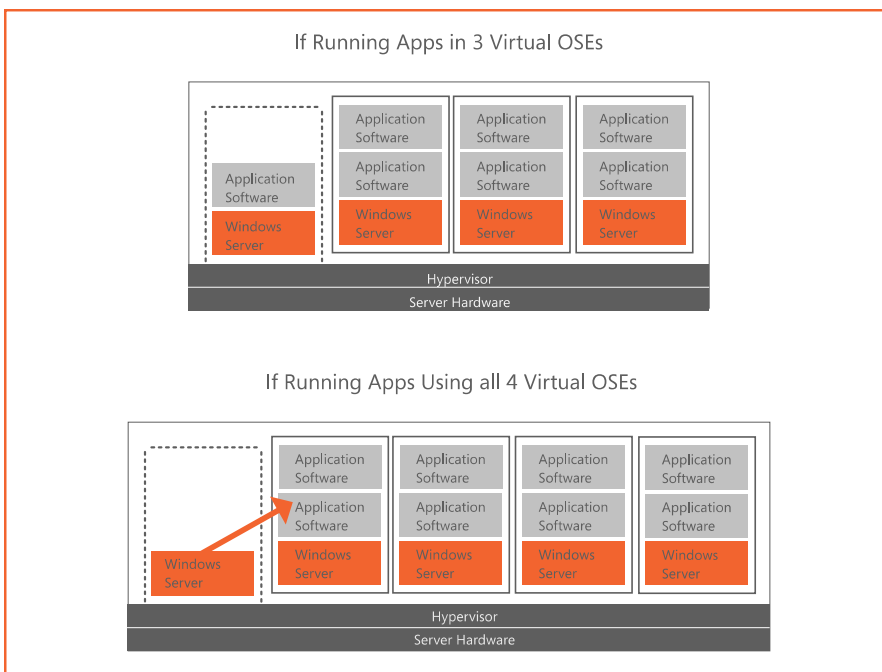 If Running Apps in 3 Virtual OSEs
Application
Software
Windows
Server
Application
Software
Application
Software
Windows
Server
Application
Software
Application
Software
Windows
Server
Application
Software
Application
Software
Windows
Server
Hypervisor
Server Hardware
If Running Apps Using all 4 Virtual OSEs
Windows
Server
Application
Software
Application
Software
Windows
Server
Application
Software
Application
Software
Windows
Server
Application
Software
Application
Software
Windows
Server
Application
Software
Application
Software
Windows
Server
Hypervisor
Server Hardware